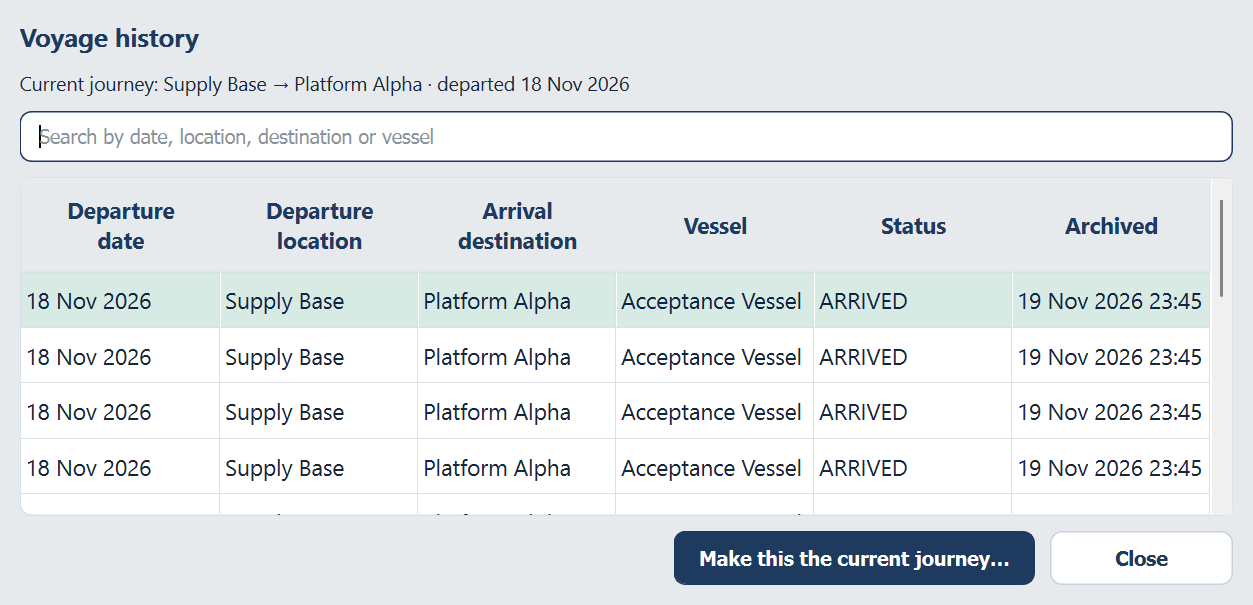 Voyage history
Current journey: Supply Base → Platform Alpha · departed 18 Nov 2026
Search by date, location, destination or vessel
Departure date Departure location Arrival destination Vessel Status Archived
18 Nov 2026 Supply Base Platform Alpha Acceptance Vessel ARRIVED 19 Nov 2026 23:45
18 Nov 2026 Supply Base Platform Alpha Acceptance Vessel ARRIVED 19 Nov 2026 23:45
18 Nov 2026 Supply Base Platform Alpha Acceptance Vessel ARRIVED 19 Nov 2026 23:45
18 Nov 2026 Supply Base Platform Alpha Acceptance Vessel ARRIVED 19 Nov 2026 23:45
Make this the current journey... Close